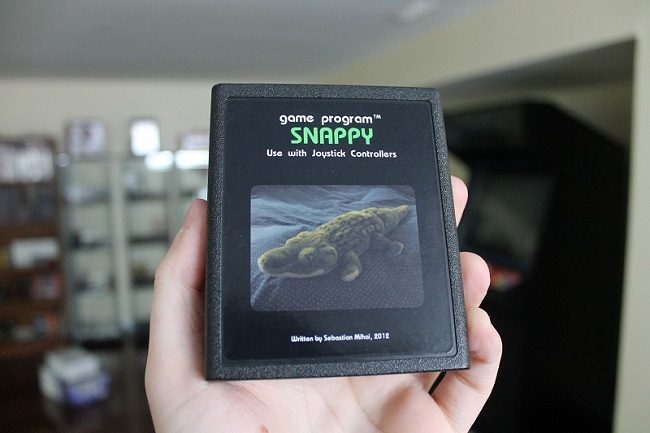 game program™
SNAPPY
Use with Joystick Controllers
Written by Sebastian Mihai, 2012